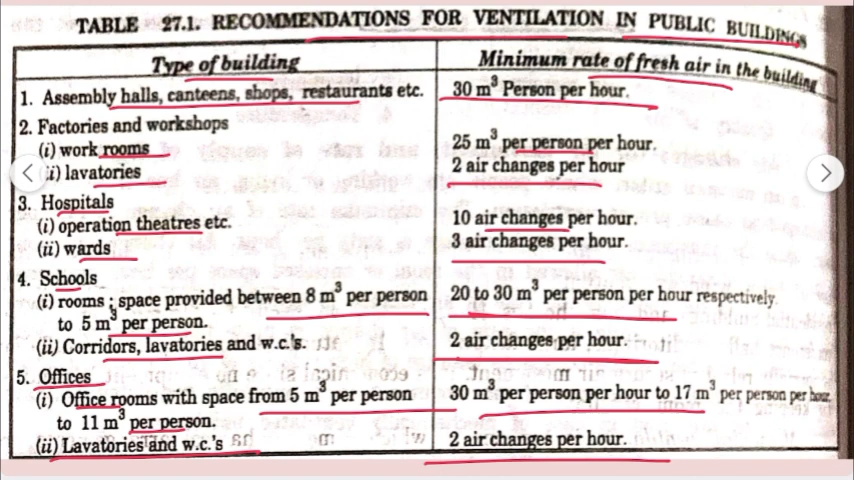 TABLE 27.1. RECOMMENDATIONS FOR VENTILATION IN PUBLIC BUILDINGS
Type of building Minimum rate of fresh air in the building
1. Assembly halls, canteens, shops, restaurants etc. 30 m³ Person per hour.
2. Factories and workshops
(i) work rooms 25 m³ per person per hour.
(ii) lavatories 2 air changes per hour
3. Hospitals
(i) operation theatres etc. 10 air changes per hour.
(ii) wards 3 air changes per hour.
4. Schools
(i) rooms ; space provided between 8 m³ per person 20 to 30 m³ per person per hour respectively.
to 5 m³ per person.
(ii) Corridors, lavatories and w.c.'s. 2 air changes per hour.
5. Offices
(i) Office rooms with space from 5 m³ per person 30 m³ per person per hour to 17 m³ per person per hour
to 11 m³ per person.
(ii) Lavatories and w.c.'s 2 air changes per hour.